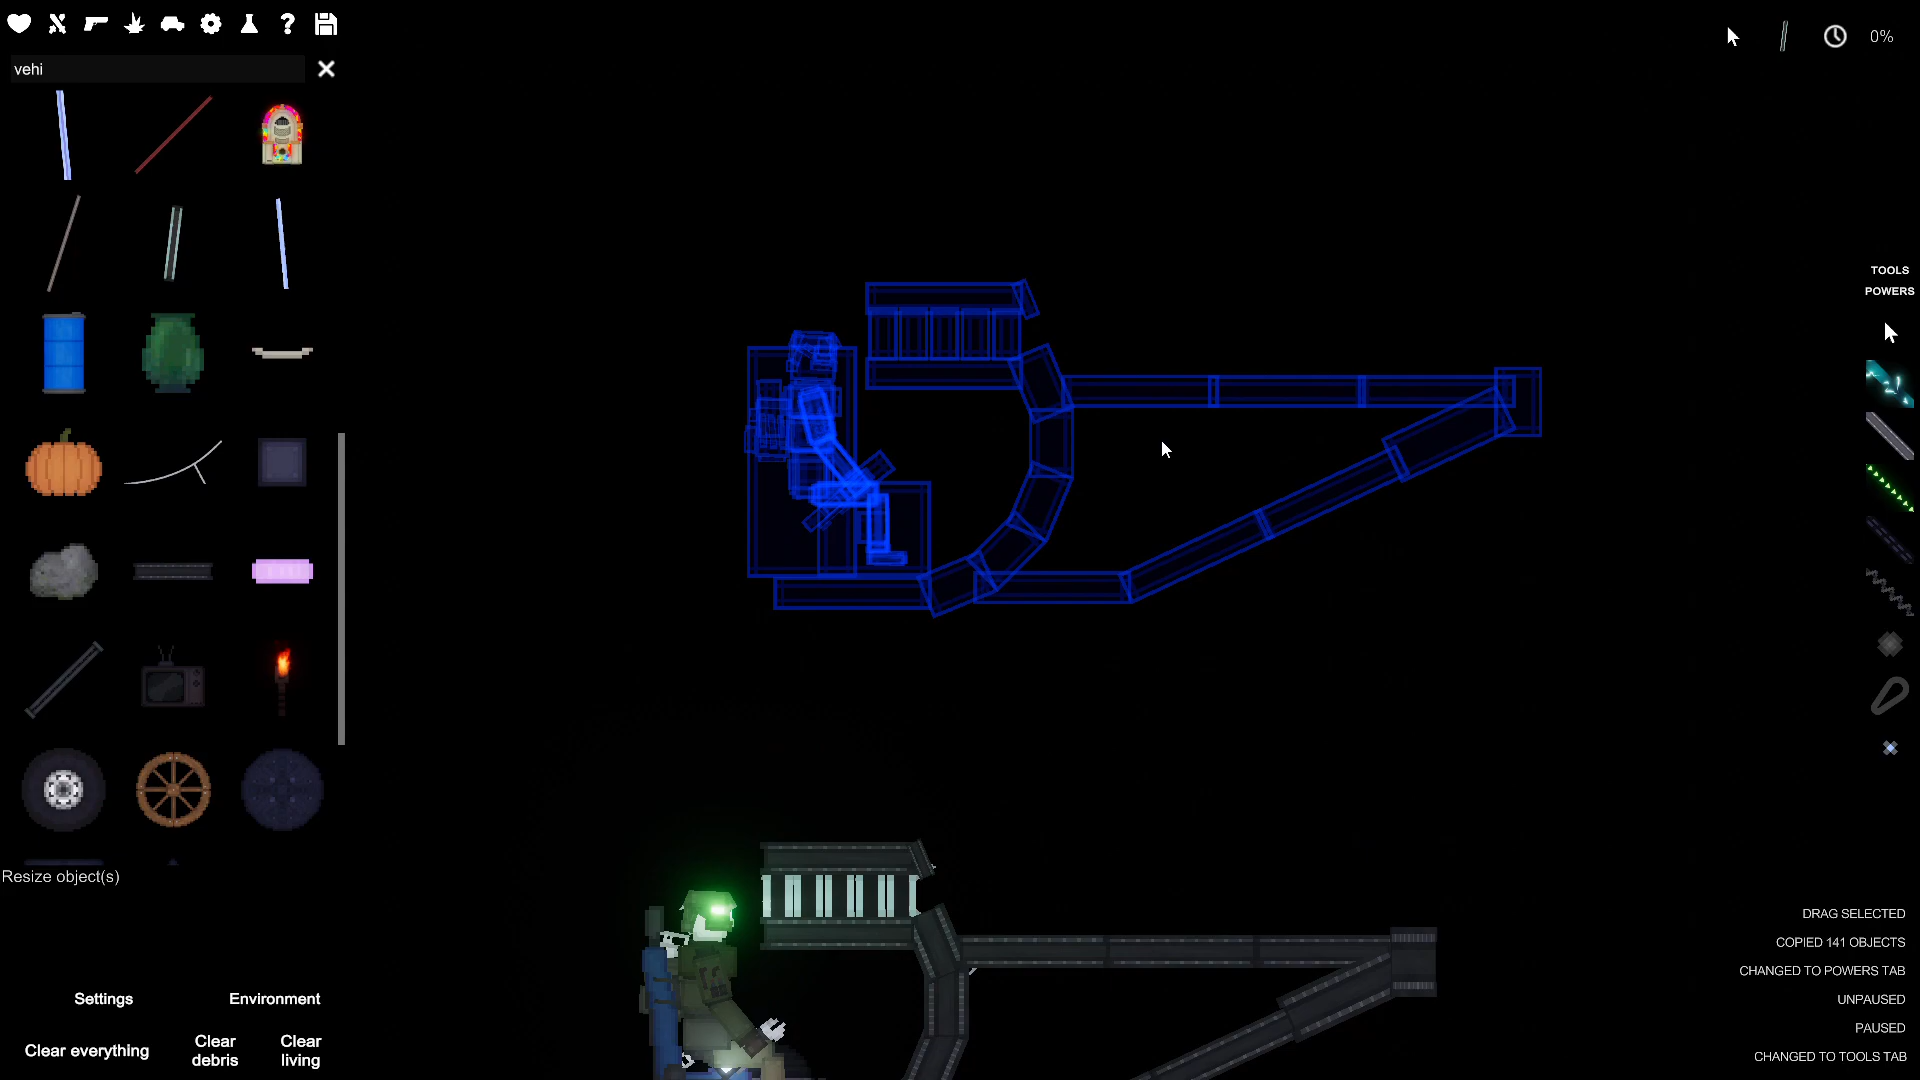 0%
vehi
TOOLS
POWERS
Resize object(s)
DRAG SELECTED
COPIED 141 OBJECTS
CHANGED TO POWERS TAB
Settings
Environment
UNPAUSED
PAUSED
Clear everything
Clear debris
Clear living
CHANGED TO TOOLS TAB